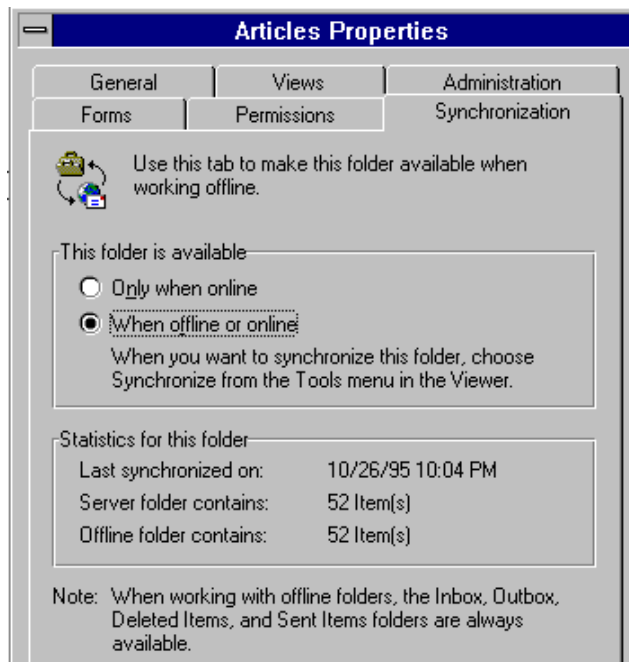 Articles Properties
General Views Administration
Forms Permissions Synchronization
Use this tab to make this folder available when
working offline.
This folder is available
Only when online
When offline or online
When you want to synchronize this folder, choose
Synchronize from the Tools menu in the Viewer.
Statistics for this folder
Last synchronized on: 10/26/95 10:04 PM
Server folder contains: 52 Item(s)
Offline folder contains: 52 Item(s)
Note: When working with offline folders, the Inbox, Outbox,
Deleted Items, and Sent Items folders are always
available.